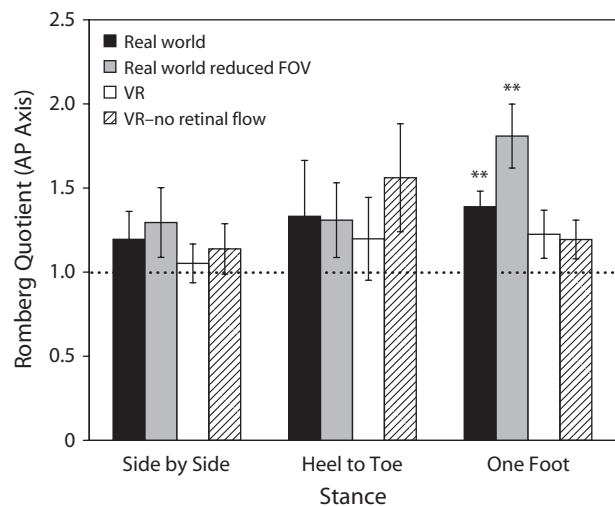 2.5
2.0
1.5
1.0
0.5
0
Romberg Quotient (AP Axis)
Real world
Real world reduced FOV
VR
VR–no retinal flow
**
**
Side by Side
Heel to Toe
One Foot
Stance